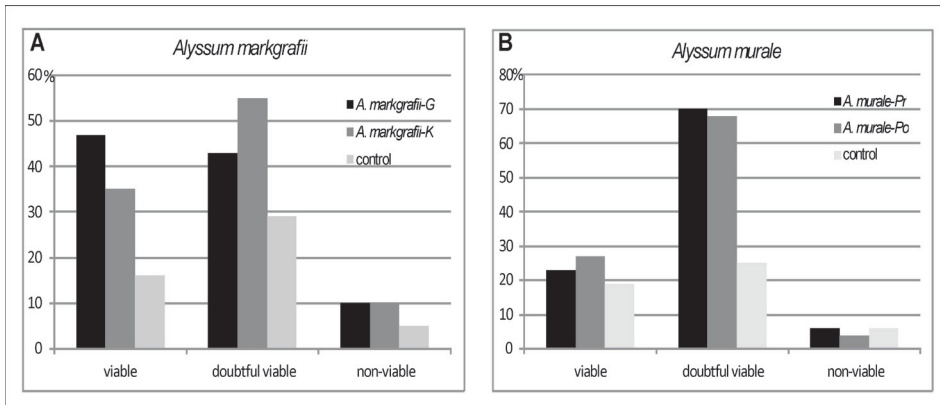 A
Alyssum markgrafii
60%
50
40
30
20
10
0
A. markgrafii-G
A. markgrafii-K
control
viable
doubtful viable
non-viable
B
Alyssum murale
80%
70
60
50
40
30
20
10
0
A. murale-Pr
A. murale-Po
control
viable
doubtful viable
non-viable